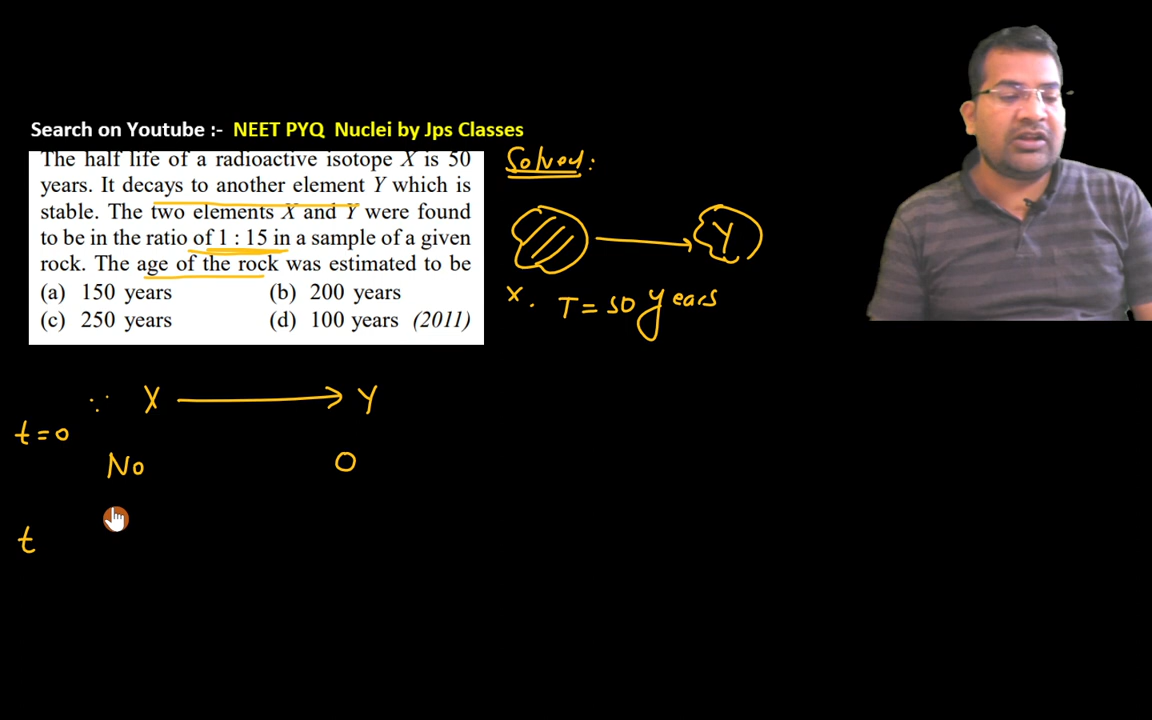 Search on Youtube :- NEET PYQ Nuclei by Jps Classes
The half life of a radioactive isotope X is 50
years. It decays to another element Y which is
stable. The two elements X and Y were found
to be in the ratio of 1 : 15 in a sample of a given
rock. The age of the rock was estimated to be
(a) 150 years (b) 200 years
(c) 250 years (d) 100 years (2011)
Solved:
Y
X. T = 50 years
∵ X → Y
t = 0
No 0
t